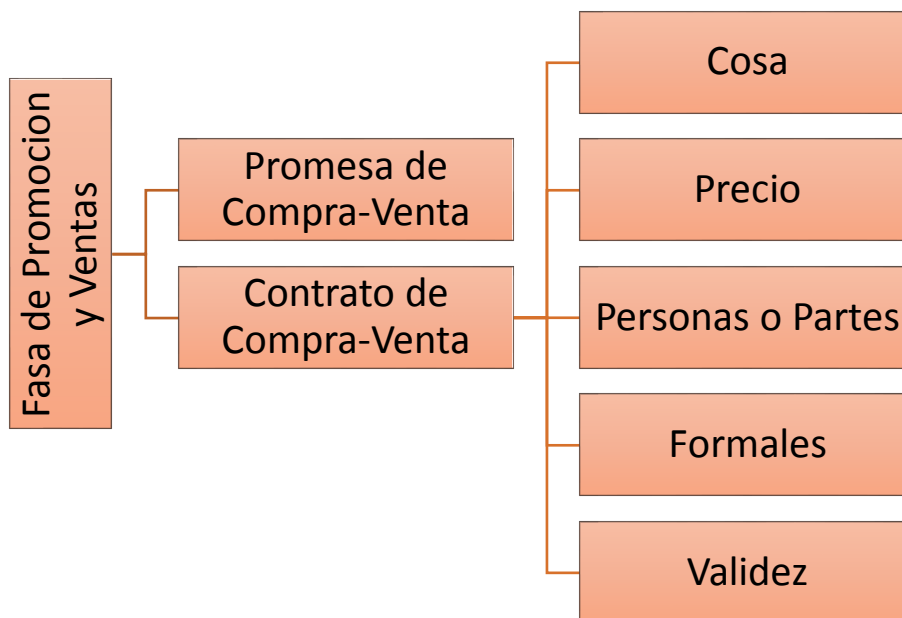 Fasa de Promocion
y Ventas
Promesa de
Compra-Venta
Contrato de
Compra-Venta
Cosa
Precio
Personas o Partes
Formales
Validez